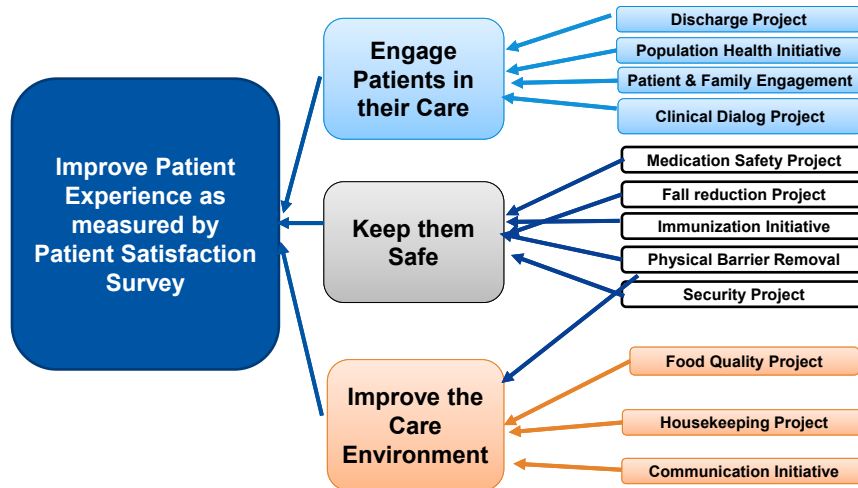 Improve Patient
Experience as
measured by
Patient Satisfaction
Survey
Engage
Patients in
their Care
Keep them
Safe
Improve the
Care
Environment
Discharge Project
Population Health Initiative
Patient & Family Engagement
Clinical Dialog Project
Medication Safety Project
Fall reduction Project
Immunization Initiative
Physical Barrier Removal
Security Project
Food Quality Project
Housekeeping Project
Communication Initiative